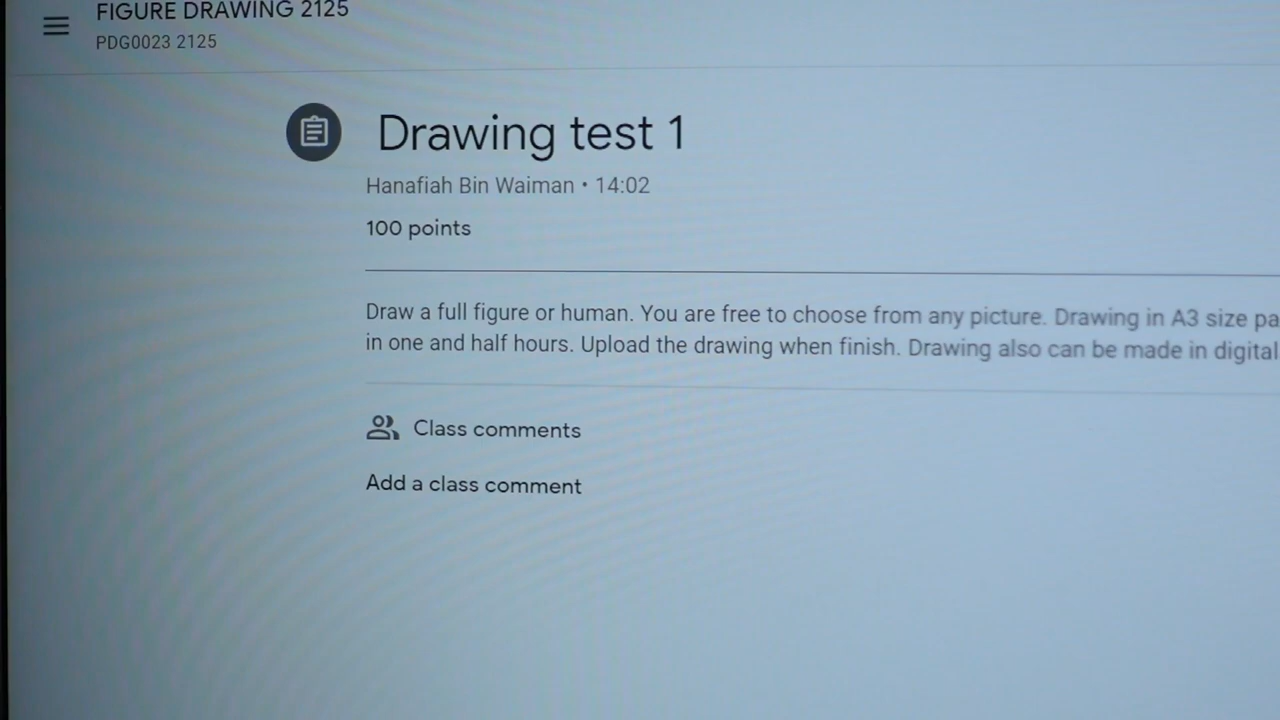 FIGURE DRAWING 2125
PDG0023 2125
Drawing test 1
Hanafiah Bin Waiman • 14:02
100 points
Draw a full figure or human. You are free to choose from any picture. Drawing in A3 size
in one and half hours. Upload the drawing when finish. Drawing also can be made in digital
Class comments
Add a class comment